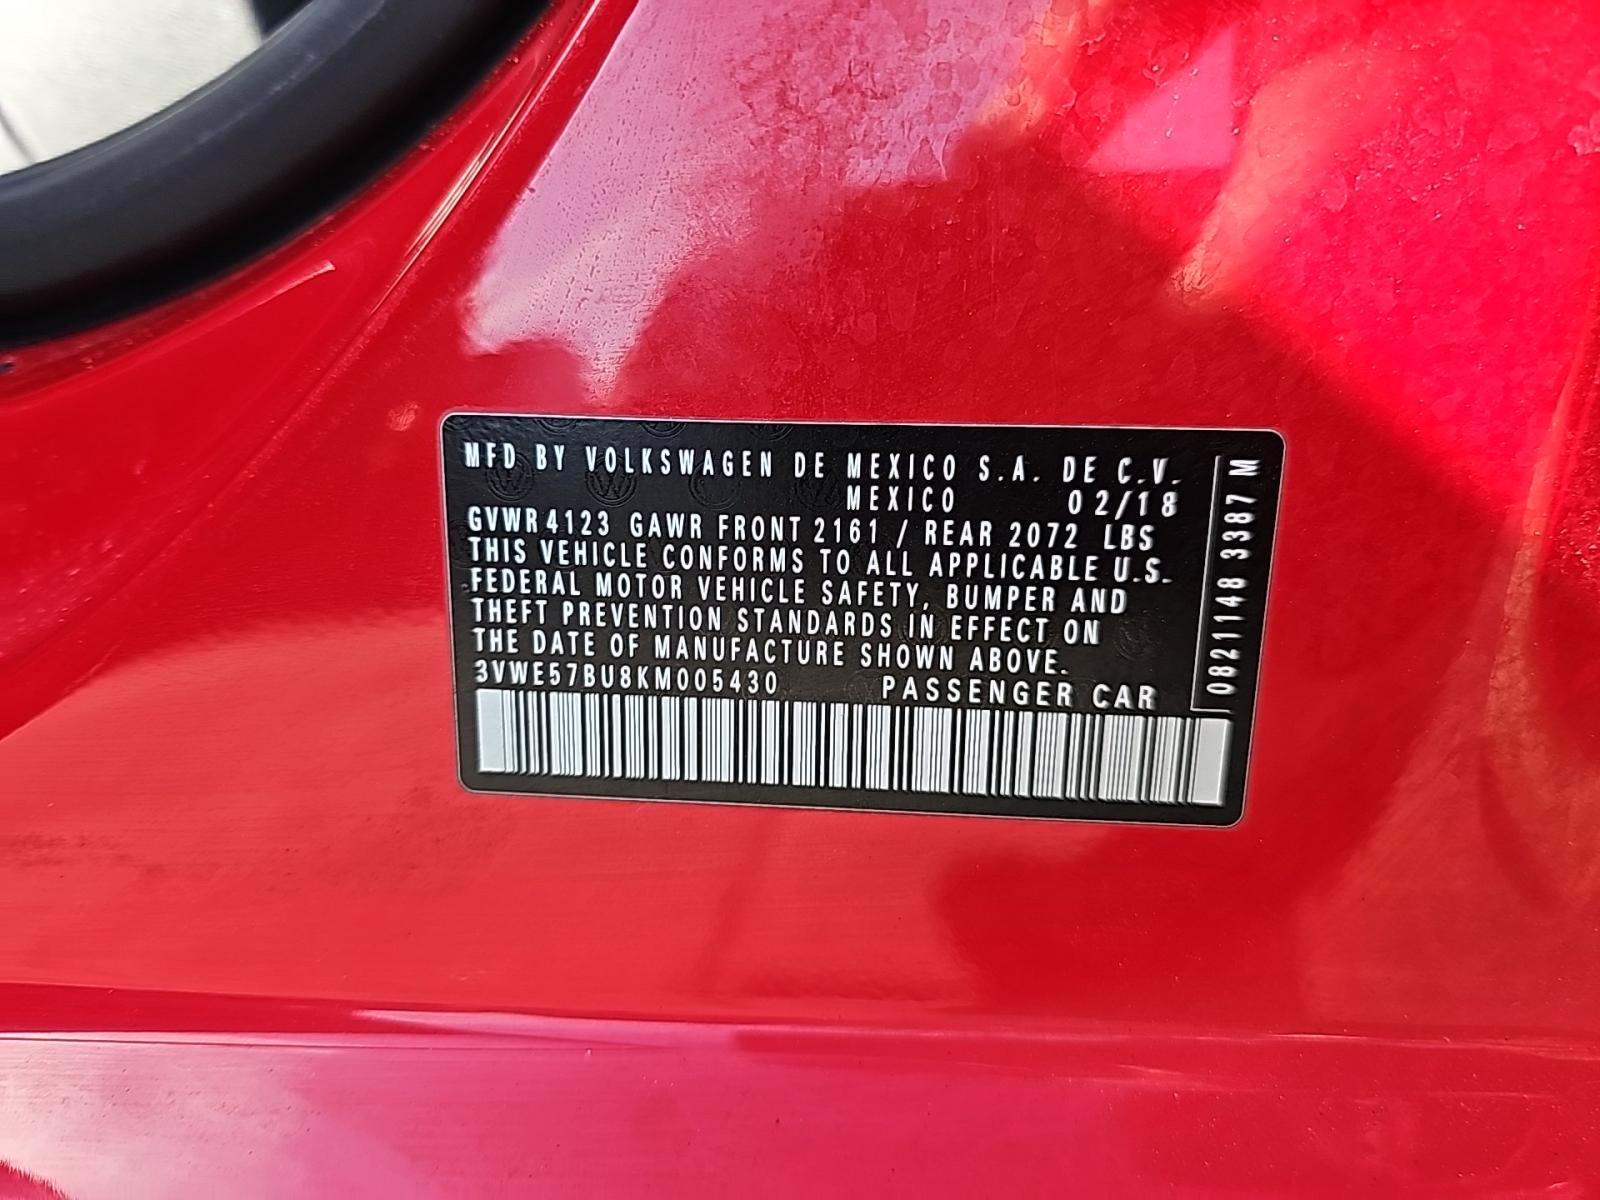 MFD BY VOLKSWAGEN DE MEXICO S.A. DE C.V.
MEXICO 02/18
GVWR 4123 GAWR FRONT 2161 / REAR 2072 LBS
THIS VEHICLE CONFORMS TO ALL APPLICABLE U.S.
FEDERAL MOTOR VEHICLE SAFETY, BUMPER AND
THEFT PREVENTION STANDARDS IN EFFECT ON
THE DATE OF MANUFACTURE SHOWN ABOVE.
3VWE57BU8KM005430 PASSENGER CAR
0821148 3387 M